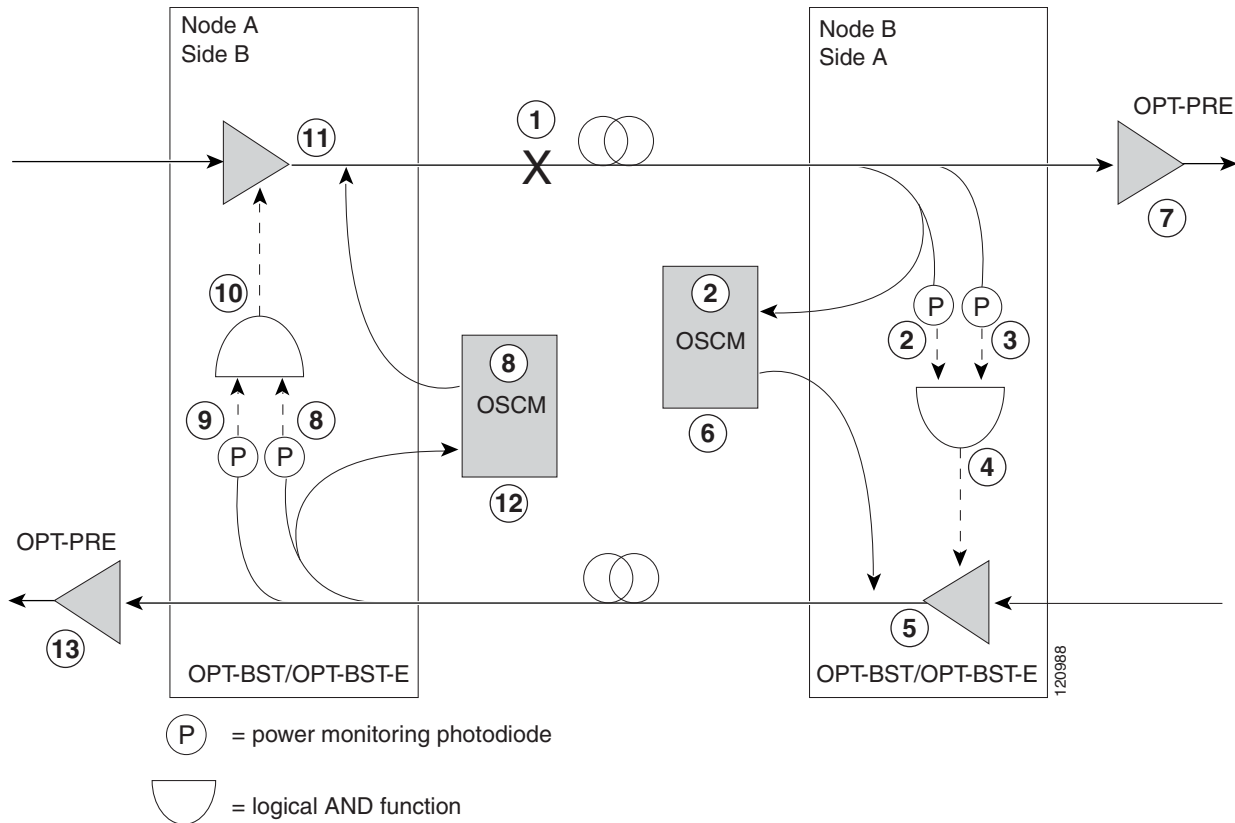 Node A
Side B
Node B
Side A
1
OPT-PRE
11
X
7
10
2
OSCM
P
P
2
3
8
OSCM
9
8
P
P
6
4
12
OPT-PRE
13
5
OPT-BST/OPT-BST-E
OPT-BST/OPT-BST-E
120988
P
= power monitoring photodiode
= logical AND function